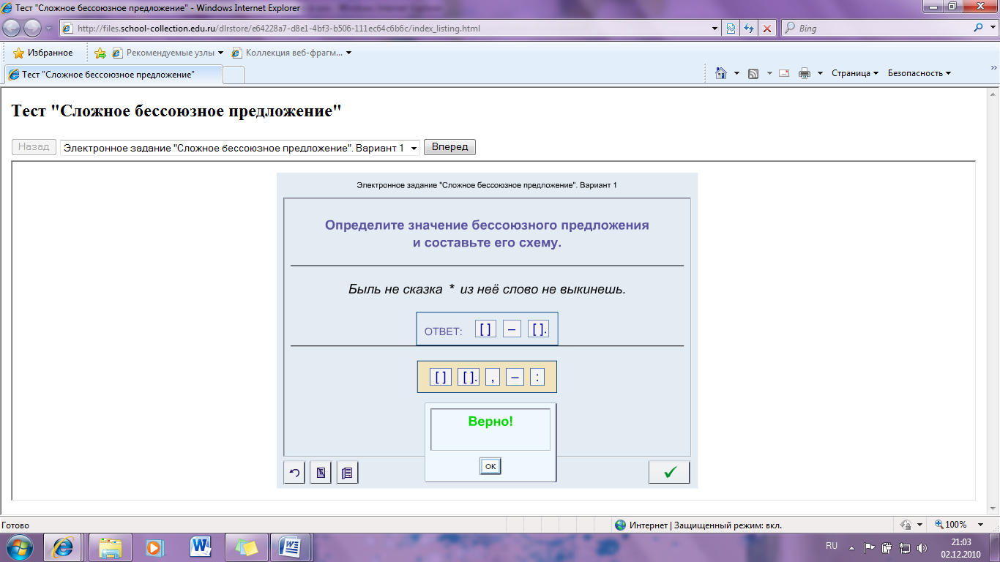 Тест "Сложное бессоюзное предложение" - Windows Internet Explorer
http://files.school-collection.edu.ru/dlrstore/e64228a7-d8e1-4bf3-b506-111ec64c6b6c/index_listing.html
Bing
Избранное
Рекомендуемые узлы
Коллекция веб-фрагм...
Тест "Сложное бессоюзное предложение"
Страница
Безопасность
Тест "Сложное бессоюзное предложение"
Назад
Электронное задание "Сложное бессоюзное предложение". Вариант 1
Вперед
Электронное задание "Сложное бессоюзное предложение". Вариант 1
Определите значение бессоюзного предложения
и составьте его схему.
Быль не сказка * из неё слово не выкинешь.
ОТВЕТ: [ ] – [ ].
[ ] [ ]. , – :
Верно!
ОК
Готово
Интернет | Защищенный режим: вкл.
100%
RU
21:03
02.12.2010